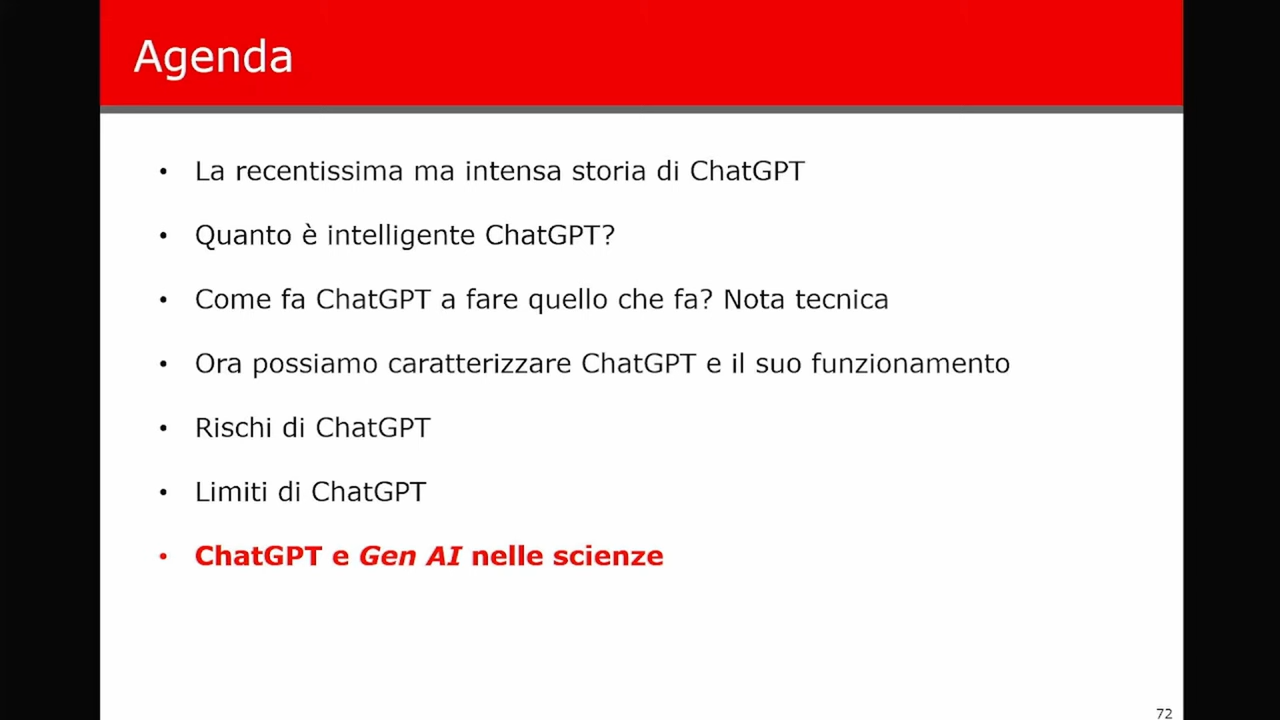 Agenda
• La recentissima ma intensa storia di ChatGPT
• Quanto è intelligente ChatGPT?
• Come fa ChatGPT a fare quello che fa? Nota tecnica
• Ora possiamo caratterizzare ChatGPT e il suo funzionamento
• Rischi di ChatGPT
• Limiti di ChatGPT
• ChatGPT e Gen AI nelle scienze
72